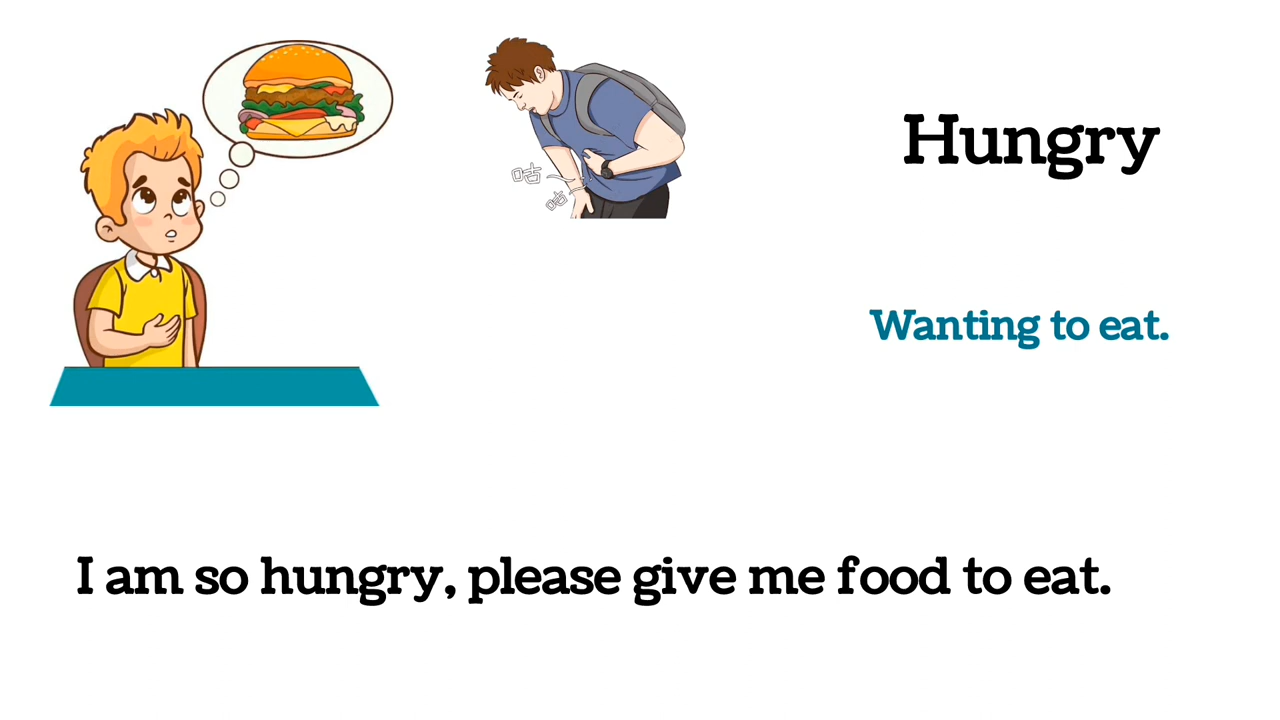 咕
咕
Hungry
Wanting to eat.
I am so hungry, please give me food to eat.